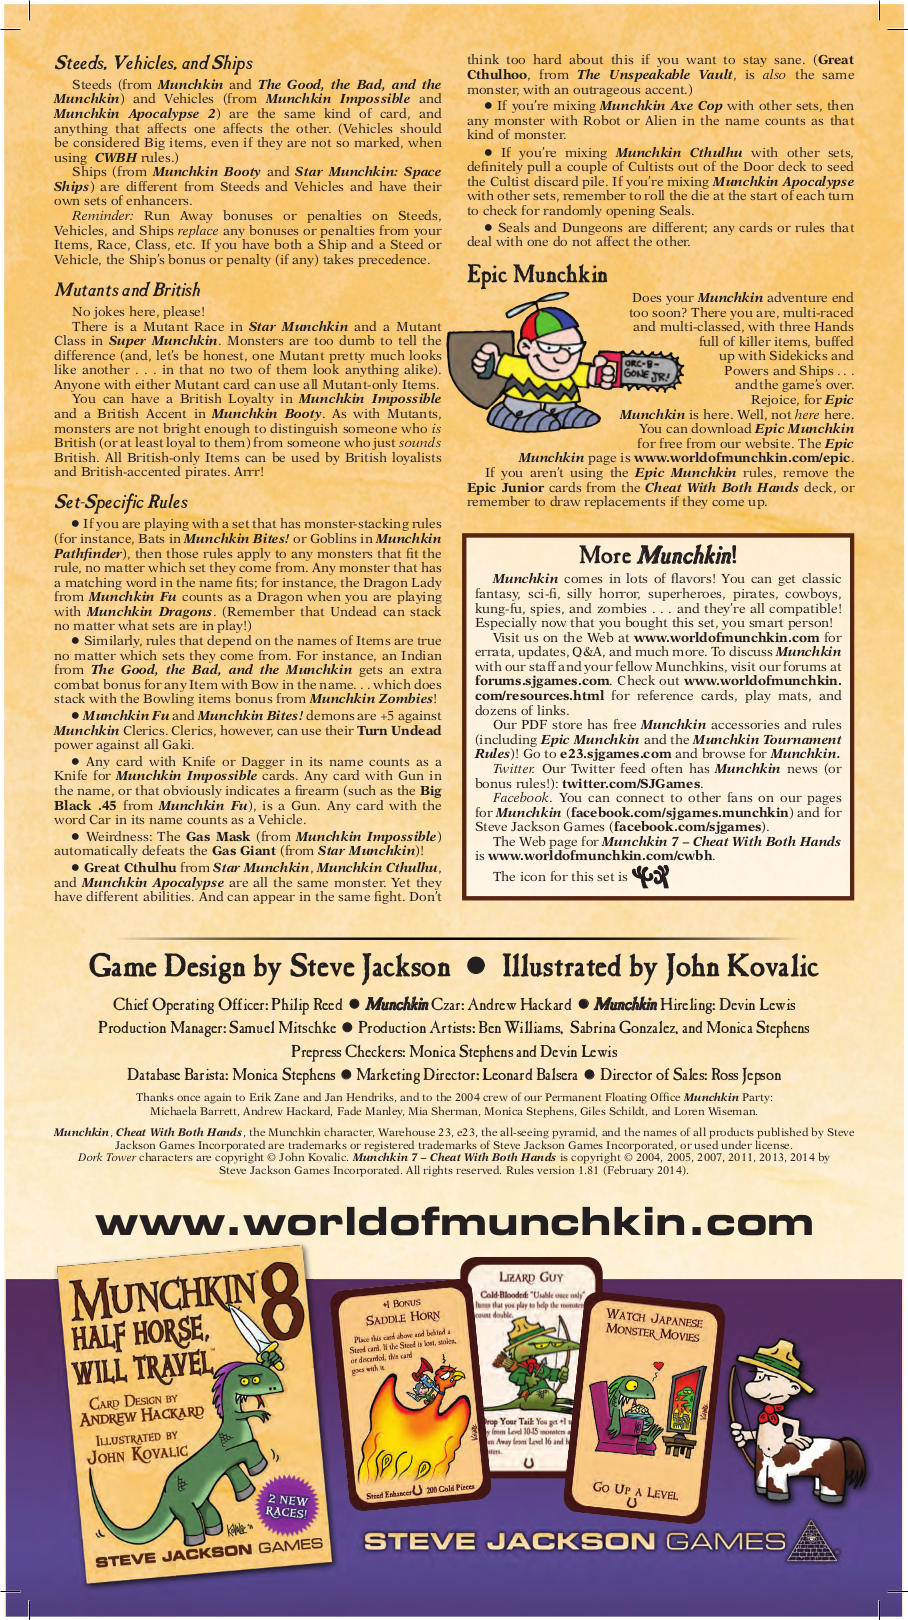 Steeds, Vehicles, and Ships
Steeds (from Munchkin and The Good, the Bad, and the
Munchkin) and Vehicles (from Munchkin Impossible and
Munchkin Apocalypse 2) are the same kind of card, and
anything that affects one affects the other. (Vehicles should
be considered Big items, even if they are not so marked, when
using CWBH rules.)
Ships (from Munchkin Booty and Star Munchkin: Space
Ships) are different from Steeds and Vehicles and have their
own sets of enhancers.
Reminder: Run Away bonuses or penalties on Steeds,
Vehicles, and Ships replace any bonuses or penalties from your
Items, Race, Class, etc. If you have both a Ship and a Steed or
Vehicle, the Ship's bonus or penalty (if any) takes precedence.
Mutants and British
No jokes here, please!
There is a Mutant Race in Star Munchkin and a Mutant
Class in Super Munchkin. Monsters are too dumb to tell the
difference (and, let's be honest, one Mutant pretty much looks
like another . . . in that no two of them look anything alike).
Anyone with either Mutant card can use all Mutant-only Items.
You can have a British Loyalty in Munchkin Impossible
and a British Accent in Munchkin Booty. As with Mutants,
monsters are not bright enough to distinguish someone who is
British (or at least loyal to them) from someone who just sounds
British. All British-only Items can be used by British loyalists
and British-accented pirates. Arrr!
Set-Specific Rules
● If you are playing with a set that has monster-stacking rules
(for instance, Bats in Munchkin Bites! or Goblins in Munchkin
Pathfinder), then those rules apply to any monsters that fit the
rule, no matter which set they come from. Any monster that has
a matching word in the name fits; for instance, the Dragon Lady
from Munchkin Fu counts as a Dragon when you are playing
with Munchkin Dragons. (Remember that Undead can stack
no matter what sets are in play!)
● Similarly, rules that depend on the names of Items are true
no matter which sets they come from. For instance, an Indian
from The Good, the Bad, and the Munchkin gets an extra
combat bonus for any Item with Bow in the name. . . which does
stack with the Bowling items bonus from Munchkin Zombies!
● Munchkin Fu and Munchkin Bites! demons are +5 against
Munchkin Clerics. Clerics, however, can use their Turn Undead
power against all Gaki.
● Any card with Knife or Dagger in its name counts as a
Knife for Munchkin Impossible cards. Any card with Gun in
the name, or that obviously indicates a firearm (such as the Big
Black .45 from Munchkin Fu), is a Gun. Any card with the
word Car in its name counts as a Vehicle.
● Weirdness: The Gas Mask (from Munchkin Impossible)
automatically defeats the Gas Giant (from Star Munchkin)!
● Great Cthulhu from Star Munchkin, Munchkin Cthulhu,
and Munchkin Apocalypse are all the same monster. Yet they
have different abilities. And can appear in the same fight. Don't
think too hard about this if you want to stay sane. (Great
Cthulhoo, from The Unspeakable Vault, is also the same
monster, with an outrageous accent.)
● If you're mixing Munchkin Axe Cop with other sets, then
any monster with Robot or Alien in the name counts as that
kind of monster.
● If you're mixing Munchkin Cthulhu with other sets,
definitely pull a couple of Cultists out of the Door deck to seed
the Cultist discard pile. If you're mixing Munchkin Apocalypse
with other sets, remember to roll the die at the start of each turn
to check for randomly opening Seals.
● Seals and Dungeons are different; any cards or rules that
deal with one do not affect the other.
Epic Munchkin
Does your Munchkin adventure end
too soon? There you are, multi-raced
and multi-classed, with three Hands
full of killer items, buffed
up with Sidekicks and
Powers and Ships . . .
and the game's over.
Rejoice, for Epic
Munchkin is here. Well, not here here.
You can download Epic Munchkin
for free from our website. The Epic
Munchkin page is www.worldofmunchkin.com/epic.
If you aren't using the Epic Munchkin rules, remove the
Epic Junior cards from the Cheat With Both Hands deck, or
remember to draw replacements if they come up.
ORC-B-
GONE JR!
More Munchkin!
Munchkin comes in lots of flavors! You can get classic
fantasy, sci-fi, silly horror, superheroes, pirates, cowboys,
kung-fu, spies, and zombies . . . and they're all compatible!
Especially now that you bought this set, you smart person!
Visit us on the Web at www.worldofmunchkin.com for
errata, updates, Q&A, and much more. To discuss Munchkin
with our staff and your fellow Munchkins, visit our forums at
forums.sjgames.com. Check out www.worldofmunchkin.
com/resources.html for reference cards, play mats, and
dozens of links.
Our PDF store has free Munchkin accessories and rules
(including Epic Munchkin and the Munchkin Tournament
Rules)! Go to e23.sjgames.com and browse for Munchkin.
Twitter. Our Twitter feed often has Munchkin news (or
bonus rules!): twitter.com/SJGames.
Facebook. You can connect to other fans on our pages
for Munchkin (facebook.com/sjgames.munchkin) and for
Steve Jackson Games (facebook.com/sjgames).
The Web page for Munchkin 7 – Cheat With Both Hands
is www.worldofmunchkin.com/cwbh.
The icon for this set is
Game Design by Steve Jackson ● Illustrated by John Kovalic
Chief Operating Officer: Philip Reed ● Munchkin Czar: Andrew Hackard ● Munchkin Hireling: Devin Lewis
Production Manager: Samuel Mitschke ● Production Artists: Ben Williams, Sabrina Gonzalez, and Monica Stephens
Prepress Checkers: Monica Stephens and Devin Lewis
Database Barista: Monica Stephens ● Marketing Director: Leonard Balsera ● Director of Sales: Ross Jepson
Thanks once again to Erik Zane and Jan Hendriks, and to the 2004 crew of our Permanent Floating Office Munchkin Party:
Michaela Barrett, Andrew Hackard, Fade Manley, Mia Sherman, Monica Stephens, Giles Schildt, and Loren Wiseman.
Munchkin, Cheat With Both Hands, the Munchkin character, Warehouse 23, e23, the all-seeing pyramid, and the names of all products published by Steve
Jackson Games Incorporated are trademarks or registered trademarks of Steve Jackson Games Incorporated, or used under license.
Dork Tower characters are copyright © John Kovalic. Munchkin 7 – Cheat With Both Hands is copyright © 2004, 2005, 2007, 2011, 2013, 2014 by
Steve Jackson Games Incorporated. All rights reserved. Rules version 1.81 (February 2014).
www.worldofmunchkin.com
MUNCHKIN® 8
HALF HORSE,
WILL TRAVEL™
CARD DESIGN BY
ANDREW HACKARD
ILLUSTRATED BY
JOHN KOVALIC
2 NEW
RACES!
STEVE JACKSON GAMES
+1 BONUS
SADDLE HORN
Place this card above and behind a
Steed card. If the Steed is lost, stolen,
or discarded, this card
goes with it.
Steed Enhancer 200 Gold Pieces
LIZARD GUY
Cold-Blooded: "Usable once only"
items that you play to help the monster
count double.
Drop Your Tail: You get +1
from Level 10-15 monsters
Away from Level 16 and
WATCH JAPANESE
MONSTER MOVIES
GO UP A LEVEL
STEVE JACKSON GAMES